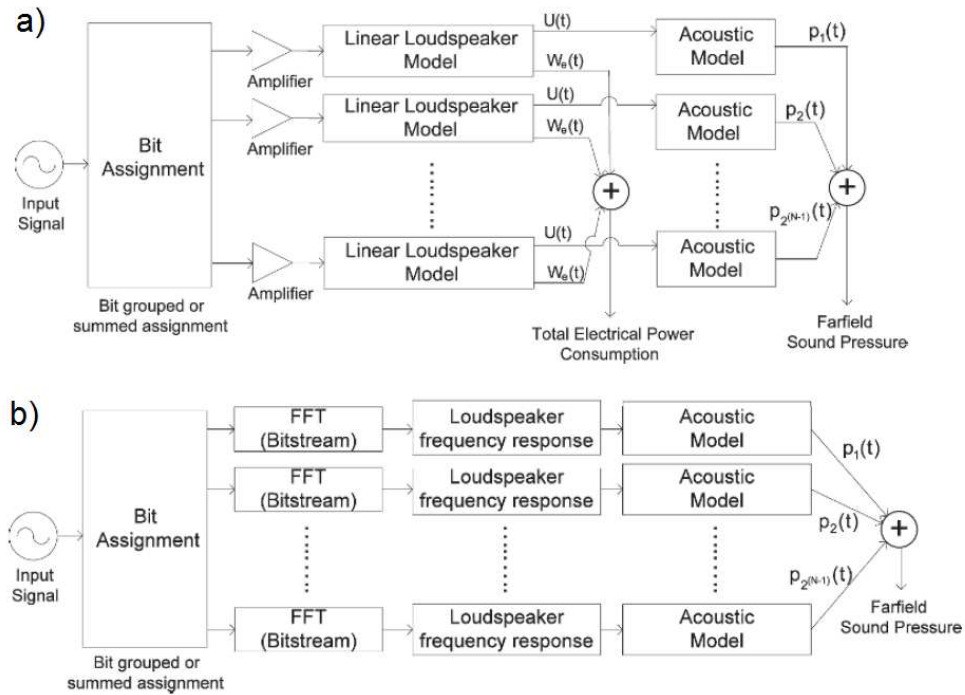 a)
Input
Signal
Bit
Assignment
Bit grouped or
summed assignment
Amplifier
Linear Loudspeaker
Model
U(t)
Wₑ(t)
Acoustic
Model
p₁(t)
Amplifier
Linear Loudspeaker
Model
U(t)
Wₑ(t)
Acoustic
Model
p₂(t)
+
+
Amplifier
Linear Loudspeaker
Model
U(t)
Wₑ(t)
Acoustic
Model
p₂(N-1)(t)
Total Electrical Power
Consumption
Farfield
Sound Pressure
b)
Input
Signal
Bit
Assignment
Bit grouped or
summed assignment
FFT
(Bitstream)
Loudspeaker
frequency response
Acoustic
Model
p₁(t)
FFT
(Bitstream)
Loudspeaker
frequency response
Acoustic
Model
p₂(t)
+
FFT
(Bitstream)
Loudspeaker
frequency response
Acoustic
Model
p₂(N-1)(t)
Farfield
Sound Pressure